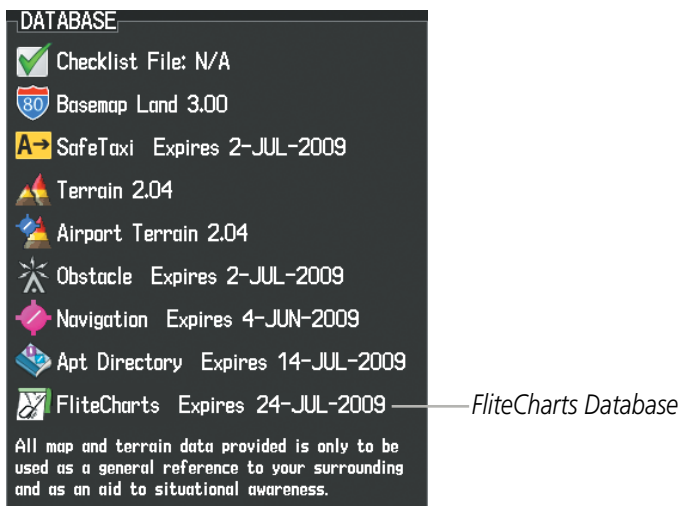 DATABASE
Checklist File: N/A
80 Basemap Land 3.00
A→ SafeTaxi Expires 2-JUL-2009
Terrain 2.04
Airport Terrain 2.04
Obstacle Expires 2-JUL-2009
Navigation Expires 4-JUN-2009
Apt Directory Expires 14-JUL-2009
FliteCharts Expires 24-JUL-2009 FliteCharts Database
All map and terrain data provided is only to be
used as a general reference to your surrounding
and as an aid to situational awareness.